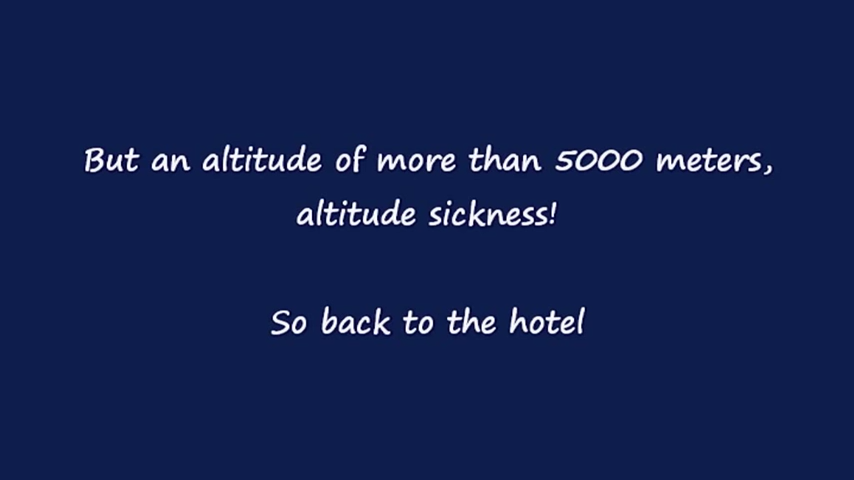 But an altitude of more than 5000 meters,
altitude sickness!
So back to the hotel